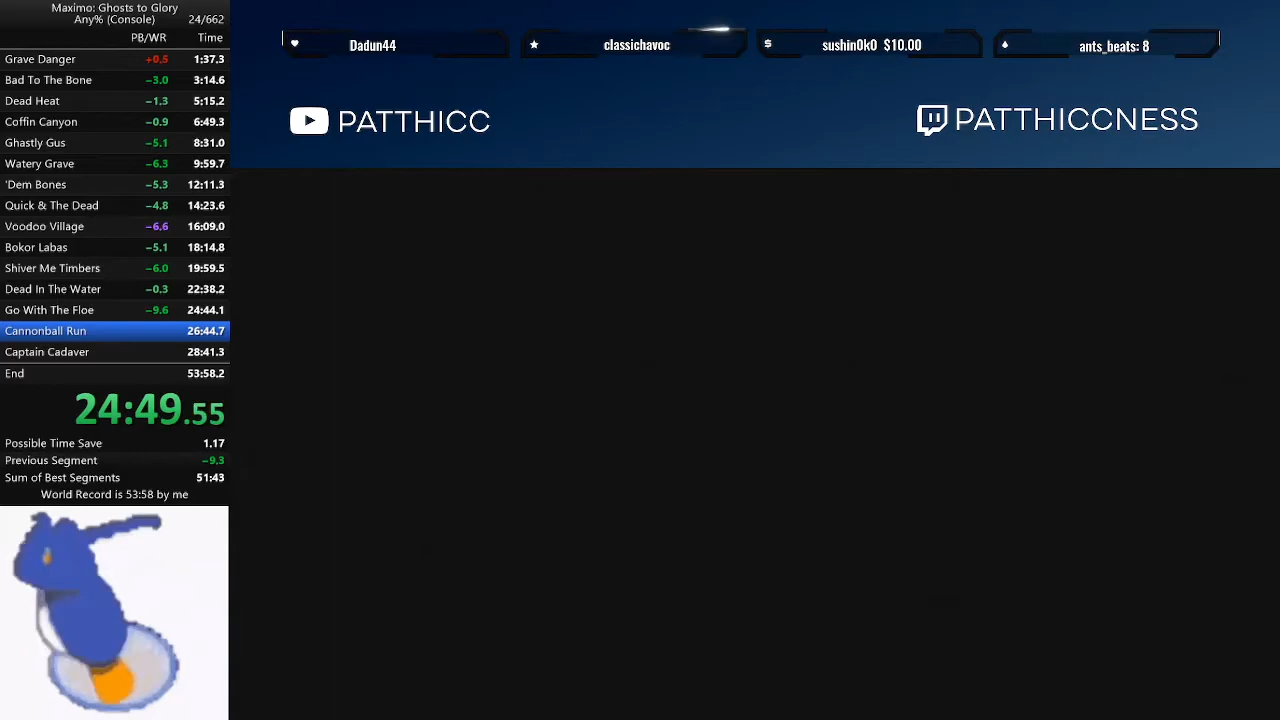 Maximo: Ghosts to Glory
Any% (Console) 24/662
PB/WR Time
Grave Danger +0.5 1:37.3
Bad To The Bone −3.0 3:14.6
Dead Heat −1.3 5:15.2
Coffin Canyon −0.9 6:49.3
Ghastly Gus −5.1 8:31.0
Watery Grave −6.3 9:59.7
'Dem Bones −5.3 12:11.3
Quick & The Dead −4.8 14:23.6
Voodoo Village −6.6 16:09.0
Bokor Labas −5.1 18:14.8
Shiver Me Timbers −6.0 19:59.5
Dead In The Water −0.3 22:38.2
Go With The Floe −9.6 24:44.1
Cannonball Run 26:44.7
Captain Cadaver 28:41.3
End 53:58.2
24:49.55
Possible Time Save 1.17
Previous Segment −9.3
Sum of Best Segments 51:43
World Record is 53:58 by me
Dadun44 classichavoc sushin0k0 $10.00 ants_beats: 8
PATTHICC PATTHICCNESS